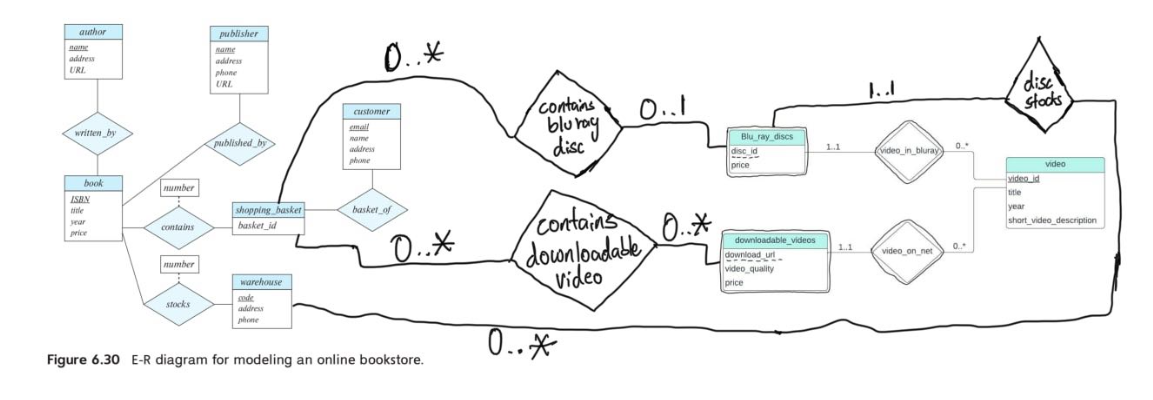 author
name
address
URL
publisher
name
address
phone
URL
written_by
published_by
book
ISBN
title
year
price
number
contains
number
stocks
customer
email
name
address
phone
shopping_basket
basket_id
basket_of
warehouse
code
address
phone
0..*
contains
bluray
disc
0..1
Blu_ray_discs
disc_id
price
1..1
disc
stocks
1..1
video_in_bluray
0..*
video
video_id
title
year
short_video_description
0..*
contains
downloadable
video
0..*
downloadable_videos
download_url
video_quality
price
1..1
video_on_net
0..*
0..*
Figure 6.30 E-R diagram for modeling an online bookstore.